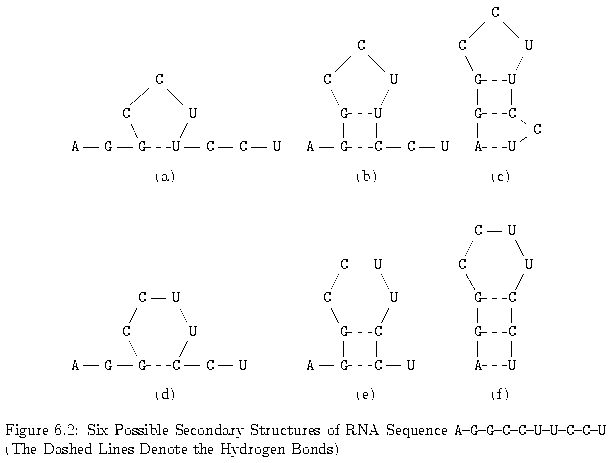 C
C C U
C C U G---U
C U G---U G---C
C
A—G—G---U—C—C—U A—G---C—C—U A---U
(a) (b) (c)
C—U
C U C U
C—U C U G---C
C U G---C G---C
A—G—G---C—C—U A—G---C—U A---U
(d) (e) (f)
Figure 6.2: Six Possible Secondary Structures of RNA Sequence A–G–G–C–C–U–U–C–C–U
(The Dashed Lines Denote the Hydrogen Bonds)